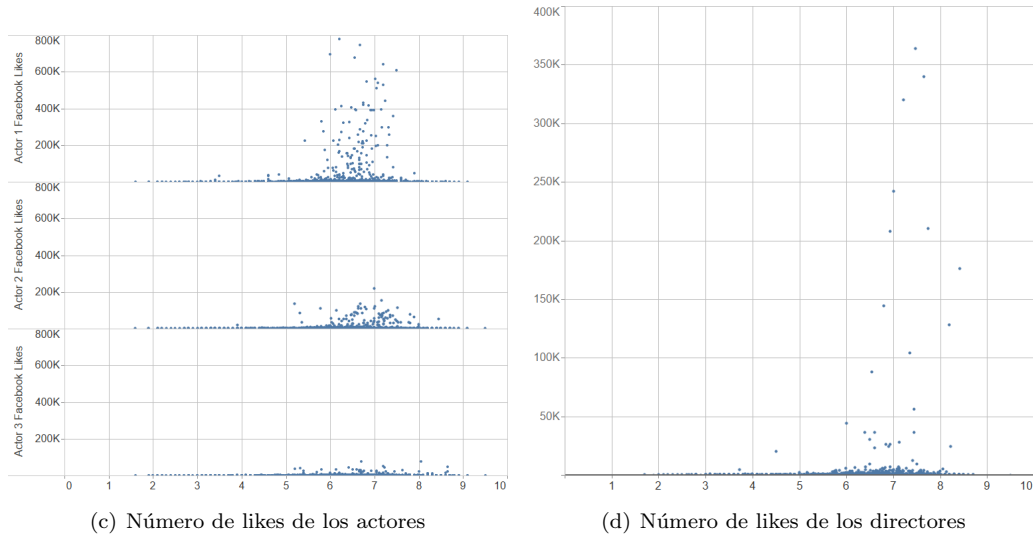 800K
600K
400K
200K
Actor 1 Facebook Likes
800K
600K
400K
200K
Actor 2 Facebook Likes
800K
600K
400K
200K
Actor 3 Facebook Likes
0 1 2 3 4 5 6 7 8 9 10
(c) Número de likes de los actores
400K
350K
300K
250K
200K
150K
100K
50K
1 2 3 4 5 6 7 8 9 10
(d) Número de likes de los directores